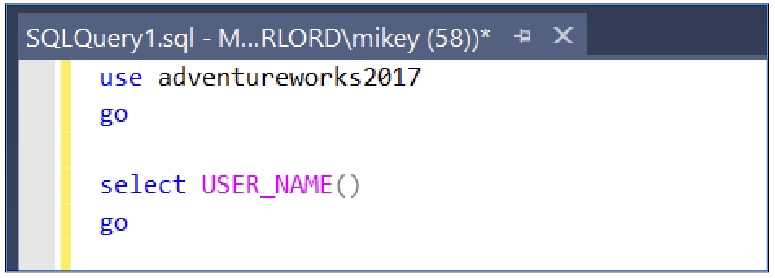 SQLQuery1.sql - M...RLORD\mikey (58))*
use adventureworks2017
go
select USER_NAME()
go